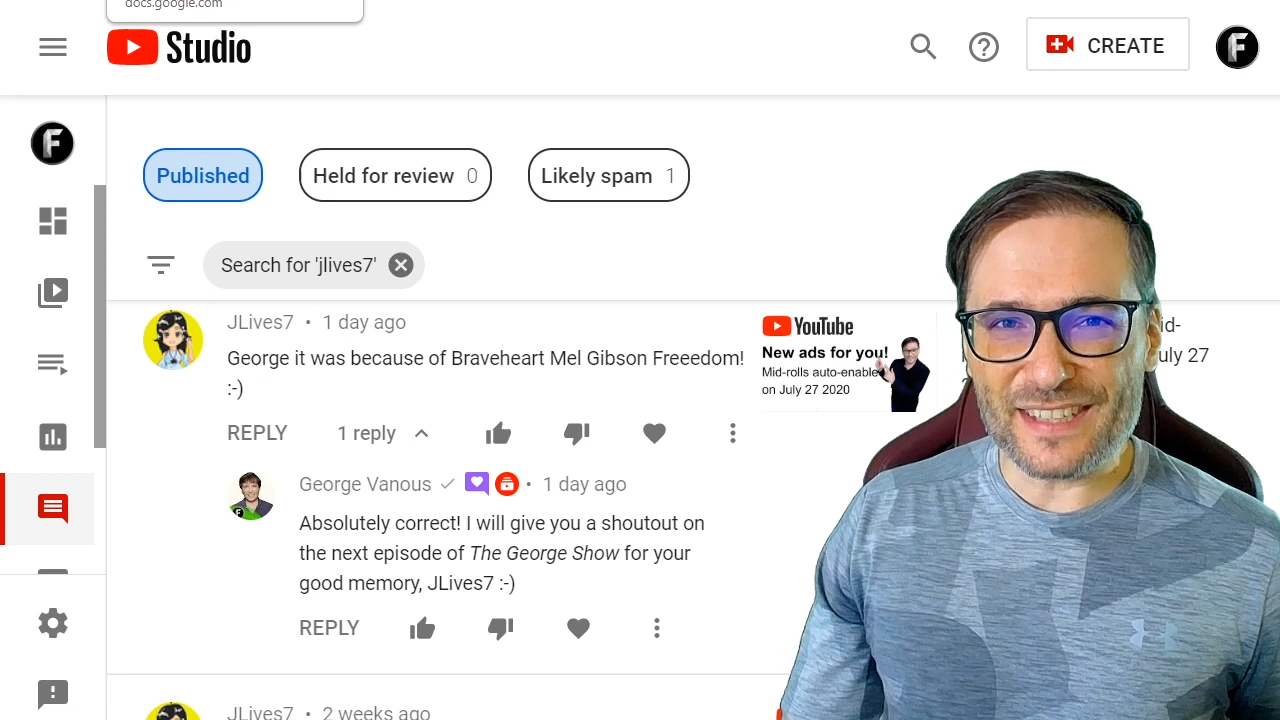 docs.google.com
Studio
CREATE
F
F
Published
Held for review 0
Likely spam 1
Search for 'jlives7'
JLives7 • 1 day ago
George it was because of Braveheart Mel Gibson Freeedom!
:-)
REPLY
1 reply
YouTube
New ads for you!
Mid-rolls auto-enable
on July 27 2020
uly 27
George Vanous • 1 day ago
Absolutely correct! I will give you a shoutout on
the next episode of The George Show for your
good memory, JLives7 :-)
REPLY
JLives7 • 2 weeks ago